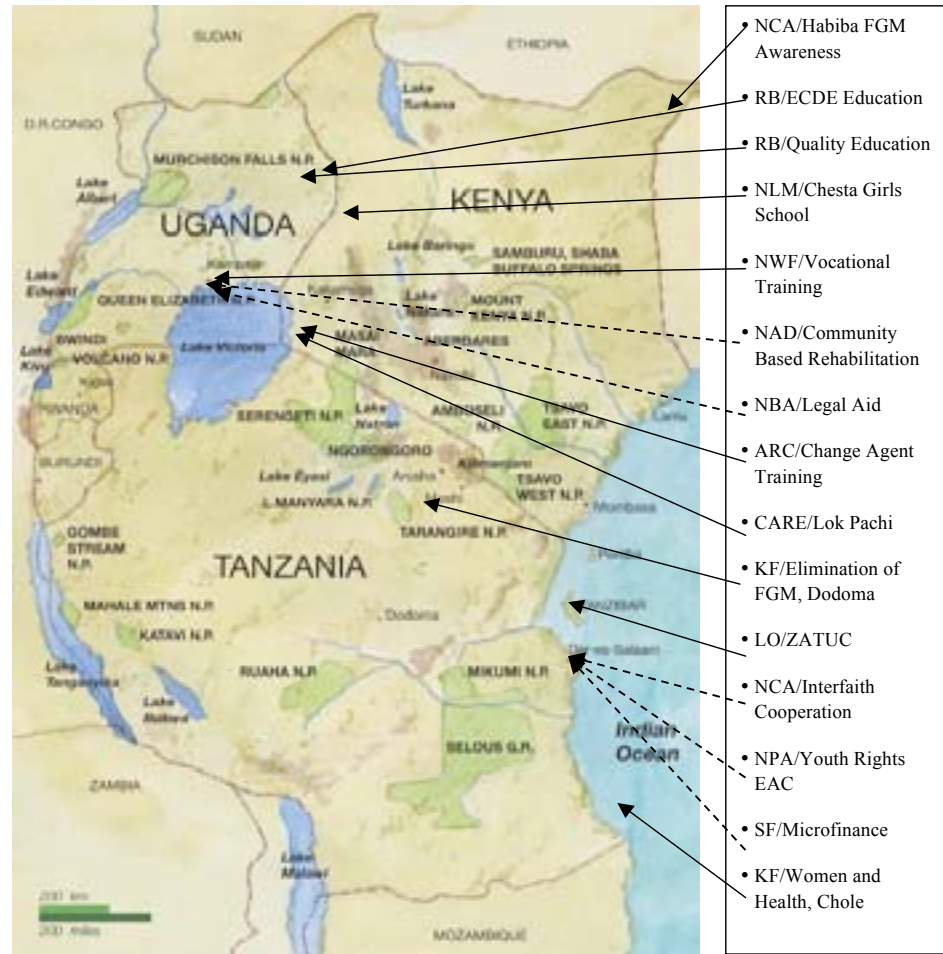 SUDAN
ETHIOPIA
Lake
Turkana
D.R.CONGO
MURCHISON FALLS N.P.
Lake
Albert
UGANDA
KENYA
Lake Baringo
SAMBURU, SHABA
BUFFALO SPRINGS
Kampala
Lake
Edward
QUEEN ELIZABETH
Lake
MOUNT
KENYA N.P.
BWINDI
MASAI
MARA
ABERDARES
Lake
Kivu
VOLCANO N.P.
Lake Victoria
RWANDA
SERENGETI N.P.
Lake
Natron
AMBOSELI
N.P.
TSAVO
EAST N.P.
Lamu
BURUNDI
NGORONGORO
Kilimanjaro
Lake Eyasi
Arusha
Moshi
TSAVO
WEST N.P.
L.MANYARA N.P.
Mombasa
TARANGIRE N.P.
GOMBE
STREAM
N.P.
TANZANIA
MAHALE MTNS N.P.
KATAVI N.P.
Dodoma
ZANZIBAR
Dar es Salaam
Lake
Tanganyika
RUAHA N.P.
MIKUMI N.P.
Lake
SELOUS G.R.
Indian
Ocean
ZAMBIA
Lake
Malawi
200 km
200 miles
MOZAMBIQUE
• NCA/Habiba FGM
Awareness
• RB/ECDE Education
• RB/Quality Education
• NLM/Chesta Girls
School
• NWF/Vocational
Training
• NAD/Community
Based Rehabilitation
• NBA/Legal Aid
• ARC/Change Agent
Training
• CARE/Lok Pachi
• KF/Elimination of
FGM, Dodoma
• LO/ZATUC
• NCA/Interfaith
Cooperation
• NPA/Youth Rights
EAC
• SF/Microfinance
• KF/Women and
Health, Chole